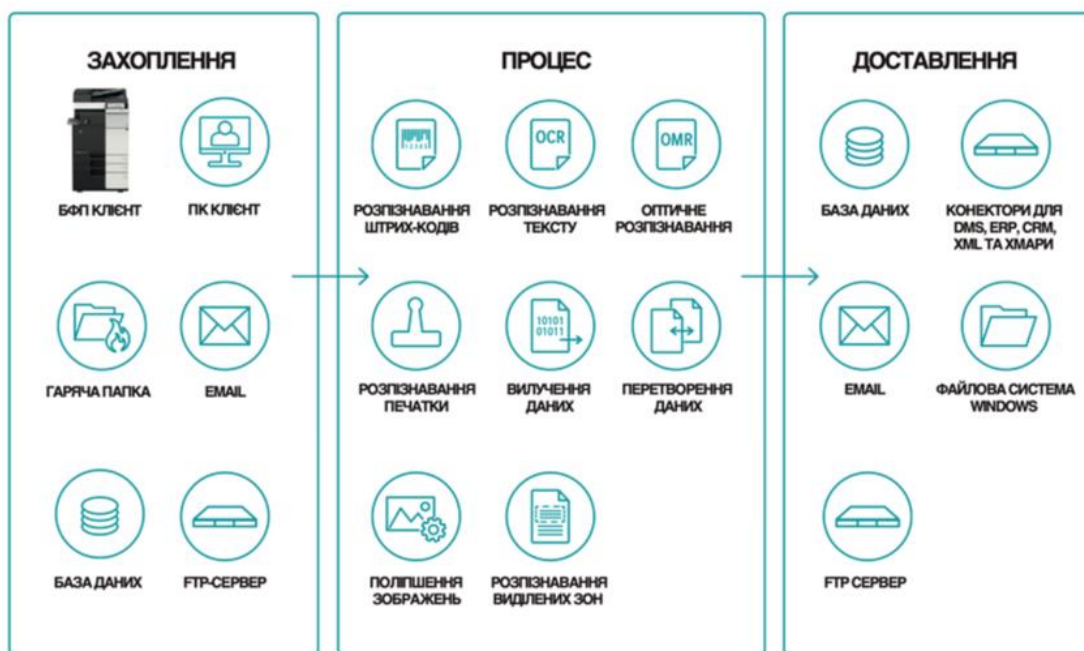 ЗАХОПЛЕННЯ
БФП КЛІЄНТ
ПК КЛІЄНТ
ГАРЯЧА ПАПКА
EMAIL
БАЗА ДАНИХ
FTP-СЕРВЕР
ПРОЦЕС
12345
РОЗПІЗНАВАННЯ
ШТРИХ-КОДІВ
OCR
РОЗПІЗНАВАННЯ
ТЕКСТУ
OMR
ОПТИЧНЕ
РОЗПІЗНАВАННЯ
РОЗПІЗНАВАННЯ
ПЕЧАТКИ
10101
01011
ВИЛУЧЕННЯ
ДАНИХ
ПЕРЕТВОРЕННЯ
ДАНИХ
ПОЛІПШЕННЯ
ЗОБРАЖЕНЬ
РОЗПІЗНАВАННЯ
ВИДІЛЕНИХ ЗОН
ДОСТАВЛЕННЯ
БАЗА ДАНИХ
КОНЕКТОРИ ДЛЯ
DMS, ERP, CRM,
XML ТА ХМАРИ
EMAIL
ФАЙЛОВА СИСТЕМА
WINDOWS
FTP СЕРВЕР